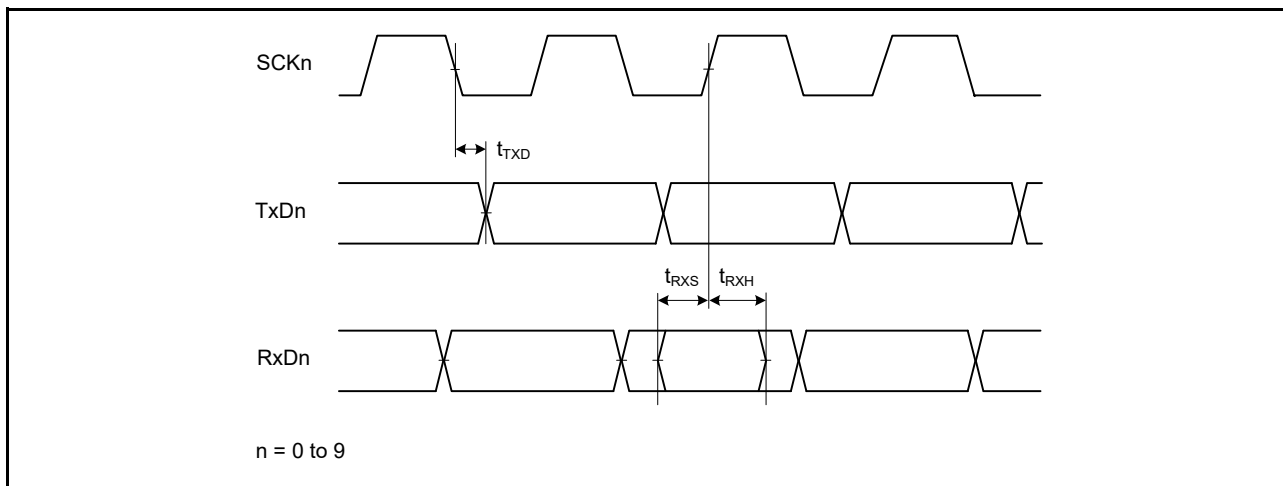 SCKn
tTXD
TxDn
tRXS tRXH
RxDn
n = 0 to 9